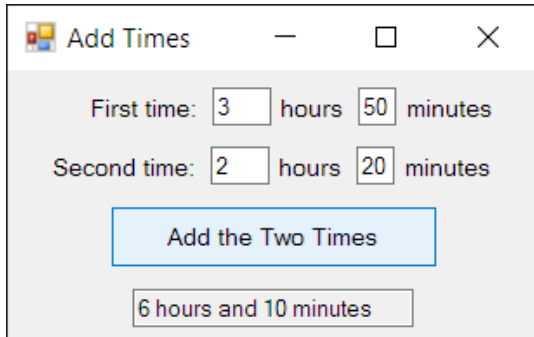 Add Times
First time: 3 hours 50 minutes
Second time: 2 hours 20 minutes
Add the Two Times
6 hours and 10 minutes